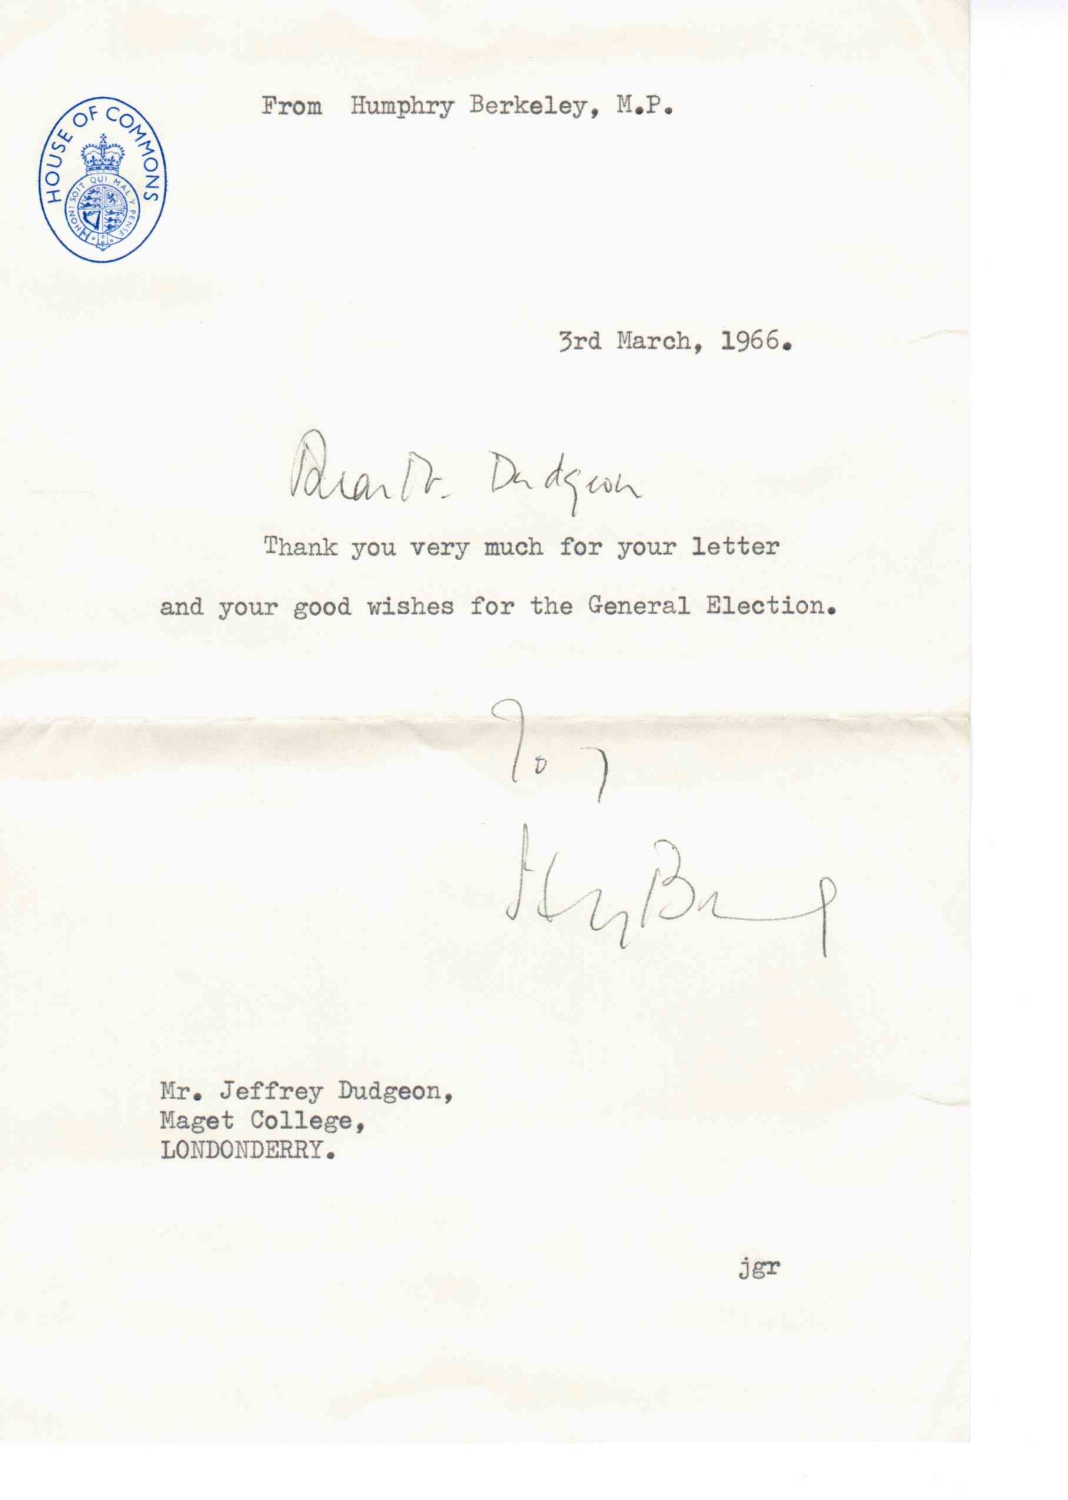 HOUSE OF COMMONS
HONI SOIT QUI MAL Y PENSE
From Humphry Berkeley, M.P.
3rd March, 1966.
Dear Mr. Dudgeon
Thank you very much for your letter
and your good wishes for the General Election.
Mr. Jeffrey Dudgeon,
Maget College,
LONDONDERRY.
jgr